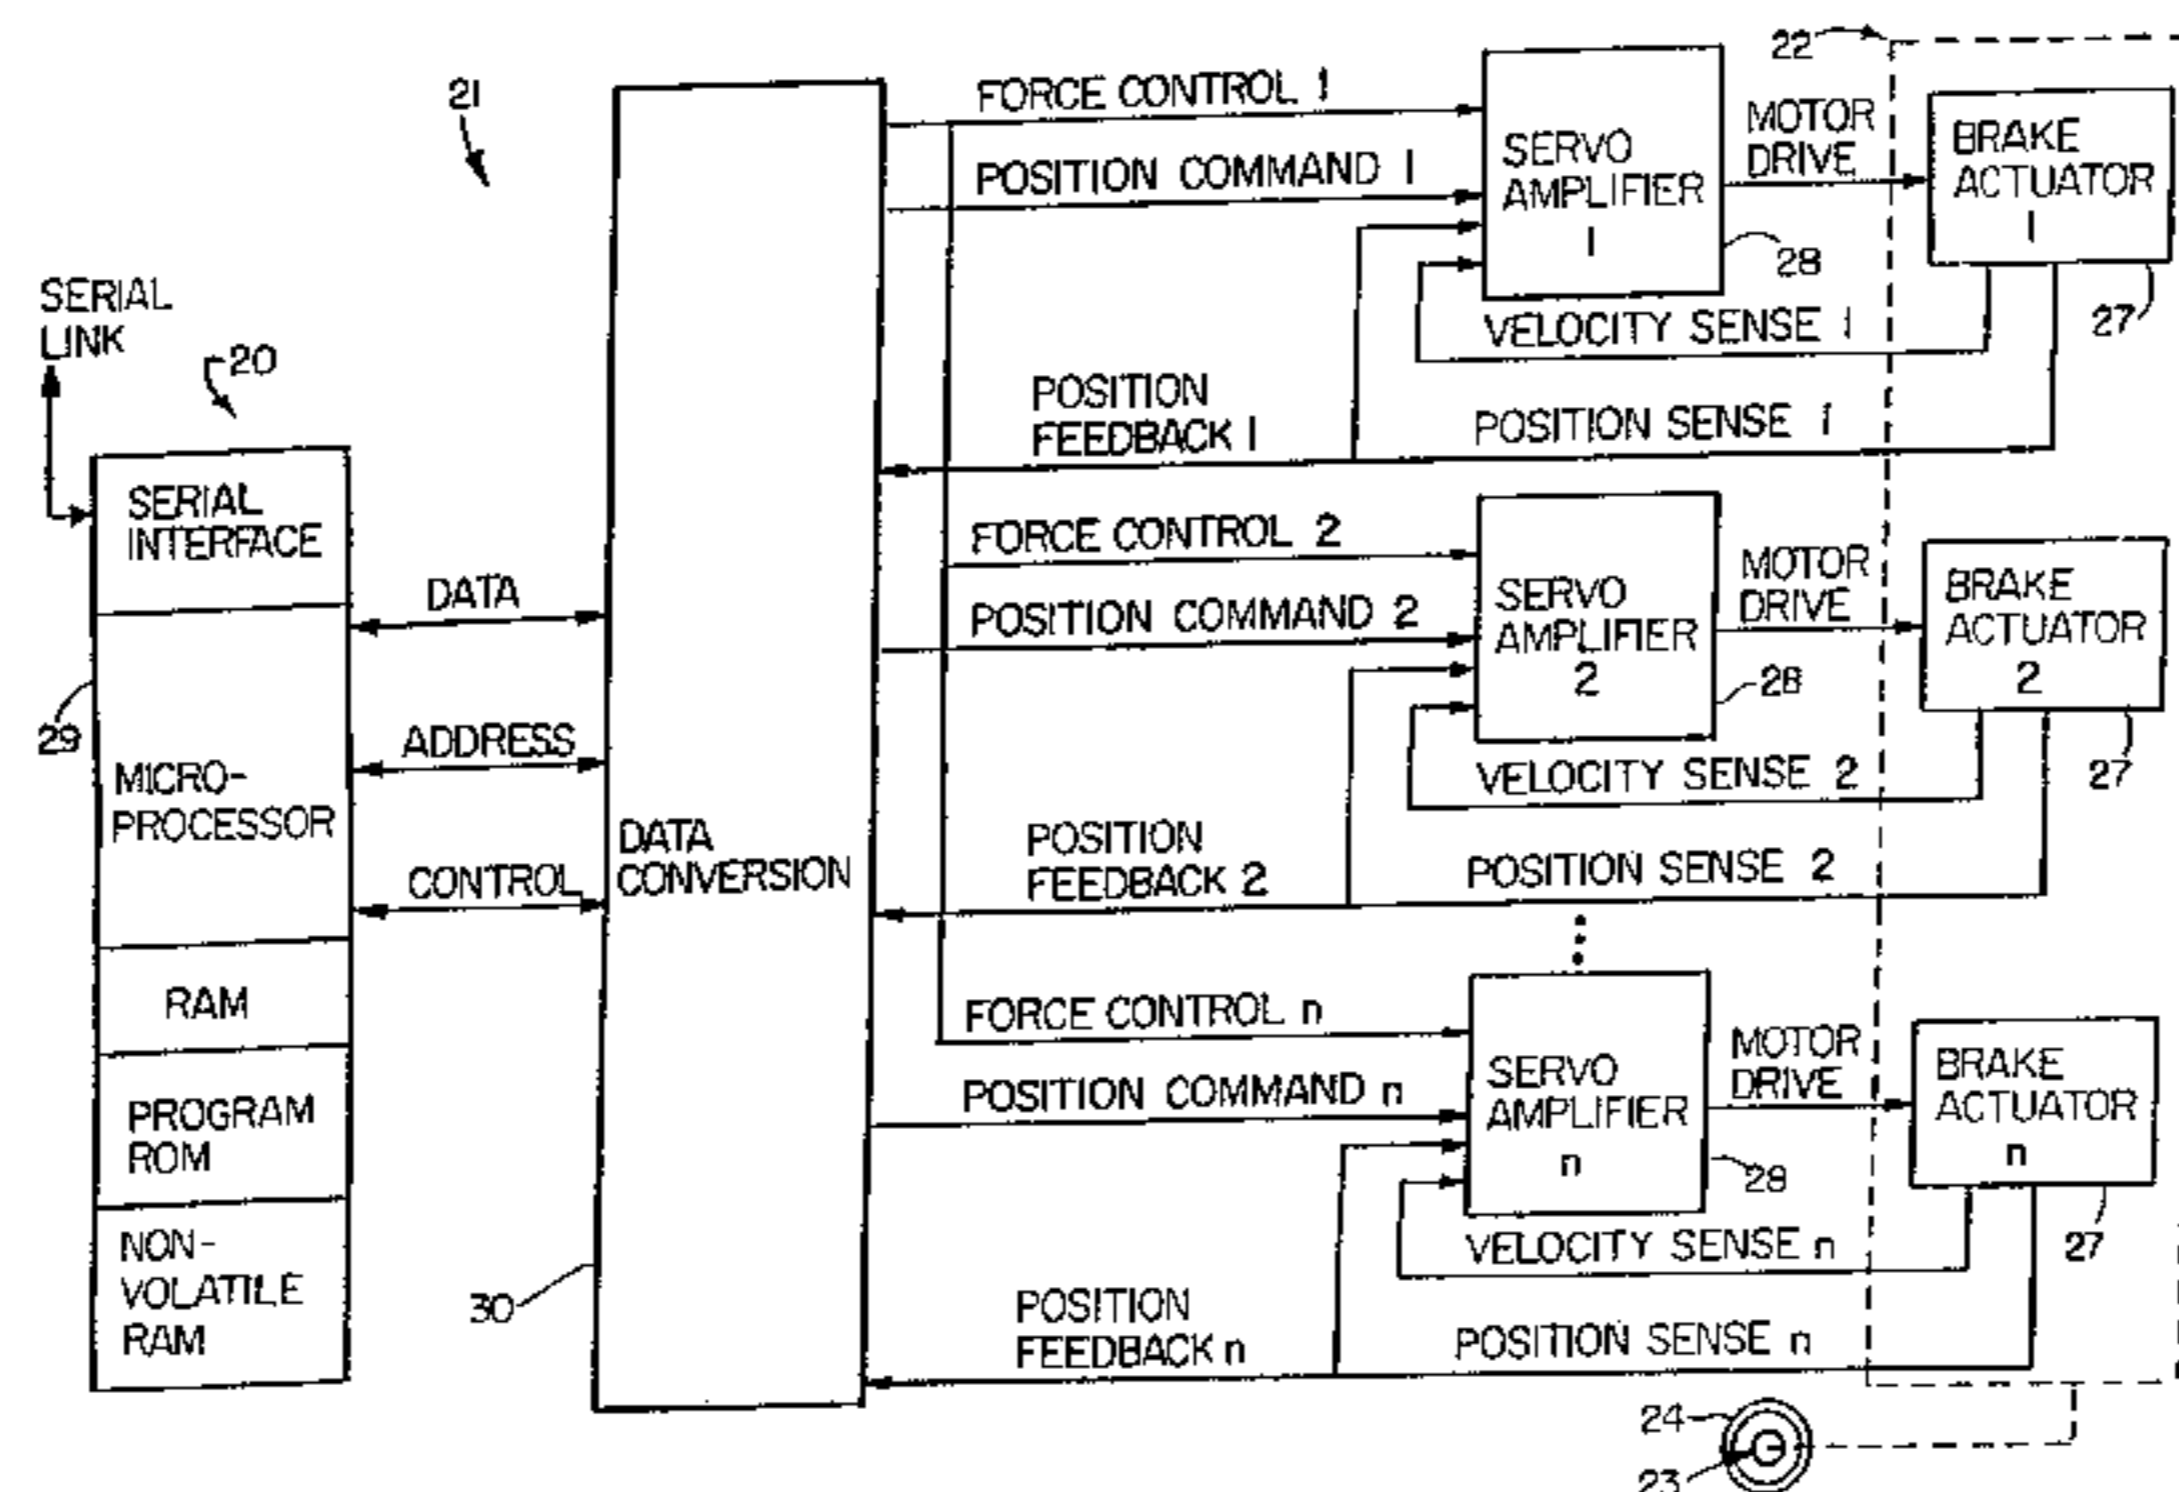 21
SERIAL
LINK
20
SERIAL
INTERFACE
29
MICRO-
PROCESSOR
RAM
PROGRAM
ROM
NON-
VOLATILE
RAM
DATA
ADDRESS
CONTROL
DATA
CONVERSION
30
FORCE CONTROL 1
POSITION COMMAND 1
SERVO
AMPLIFIER
1
28
MOTOR
DRIVE
22
BRAKE
ACTUATOR
1
27
VELOCITY SENSE 1
POSITION
FEEDBACK 1
POSITION SENSE 1
FORCE CONTROL 2
POSITION COMMAND 2
SERVO
AMPLIFIER
2
28
MOTOR
DRIVE
BRAKE
ACTUATOR
2
27
VELOCITY SENSE 2
POSITION
FEEDBACK 2
POSITION SENSE 2
FORCE CONTROL n
POSITION COMMAND n
SERVO
AMPLIFIER
n
28
MOTOR
DRIVE
BRAKE
ACTUATOR
n
27
VELOCITY SENSE n
POSITION
FEEDBACK n
POSITION SENSE n
24
23